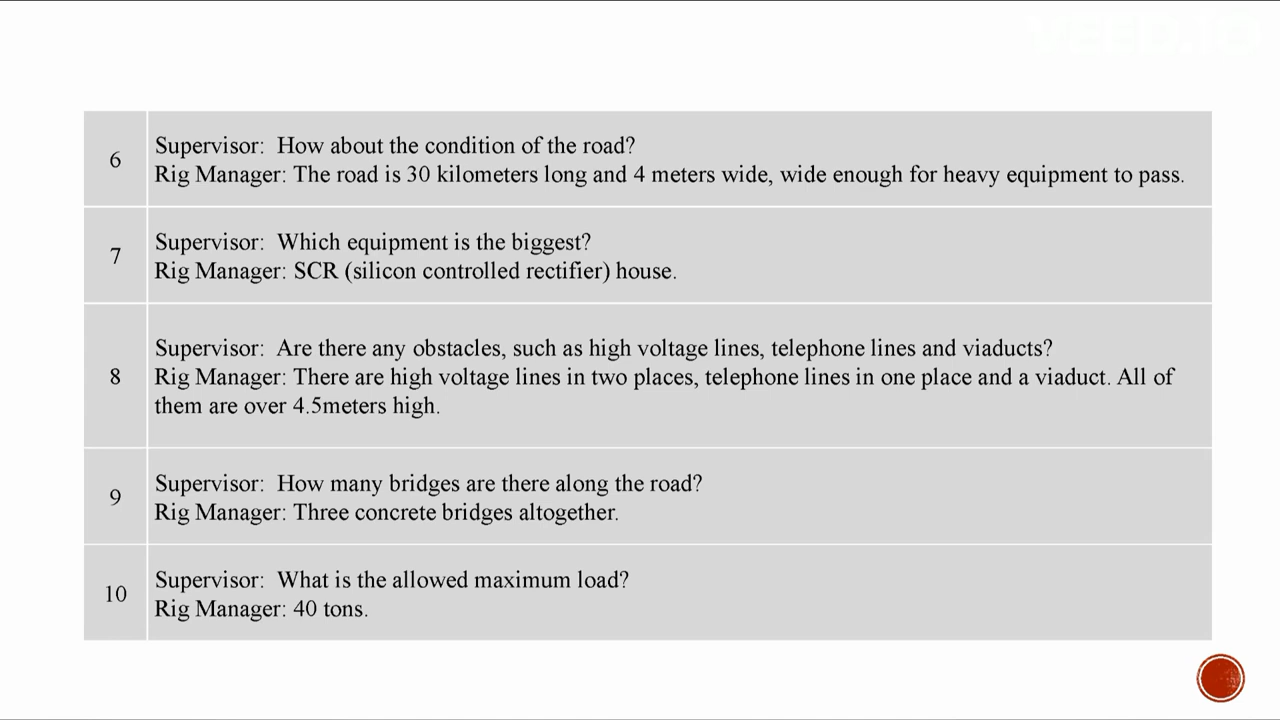 VEED.IO
6
Supervisor: How about the condition of the road?
Rig Manager: The road is 30 kilometers long and 4 meters wide, wide enough for heavy equipment to pass.
7
Supervisor: Which equipment is the biggest?
Rig Manager: SCR (silicon controlled rectifier) house.
8
Supervisor: Are there any obstacles, such as high voltage lines, telephone lines and viaducts?
Rig Manager: There are high voltage lines in two places, telephone lines in one place and a viaduct. All of
them are over 4.5meters high.
9
Supervisor: How many bridges are there along the road?
Rig Manager: Three concrete bridges altogether.
10
Supervisor: What is the allowed maximum load?
Rig Manager: 40 tons.